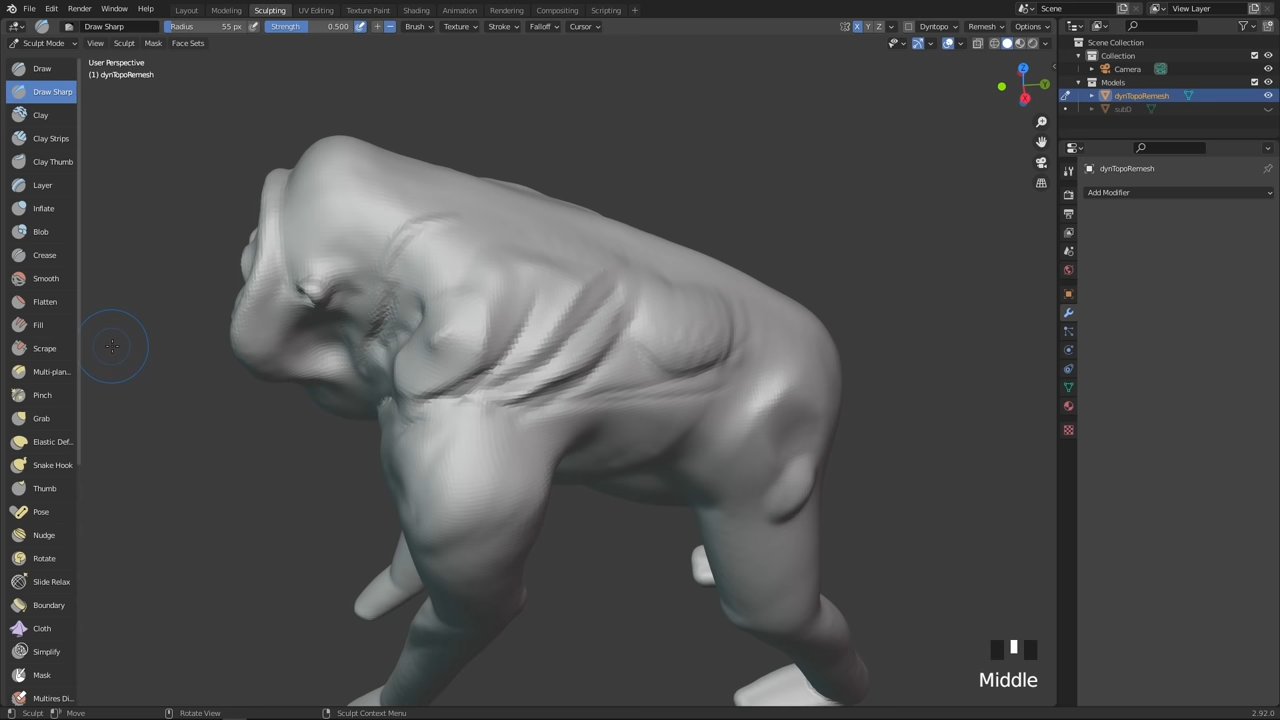 File Edit Render Window Help Layout Modeling Sculpting UV Editing Texture Paint Shading Animation Rendering Compositing Scripting + Scene View Layer
Draw Sharp Radius 55 px Strength 0.500 Brush Texture Stroke Falloff Cursor X Y Z Dyntopo Remesh Options
Sculpt Mode View Sculpt Mask Face Sets
User Perspective
(1) dynTopoRemesh
Draw
Draw Sharp
Clay
Clay Strips
Clay Thumb
Layer
Inflate
Blob
Crease
Smooth
Flatten
Fill
Scrape
Multi-plan...
Pinch
Grab
Elastic Def...
Snake Hook
Thumb
Pose
Nudge
Rotate
Slide Relax
Boundary
Cloth
Simplify
Mask
Multires Di...
Z
Y
X
Scene Collection
Collection
Camera
Models
dynTopoRemesh
subD
dynTopoRemesh
Add Modifier
Middle
Sculpt Move Rotate View Sculpt Context Menu 2.92.0